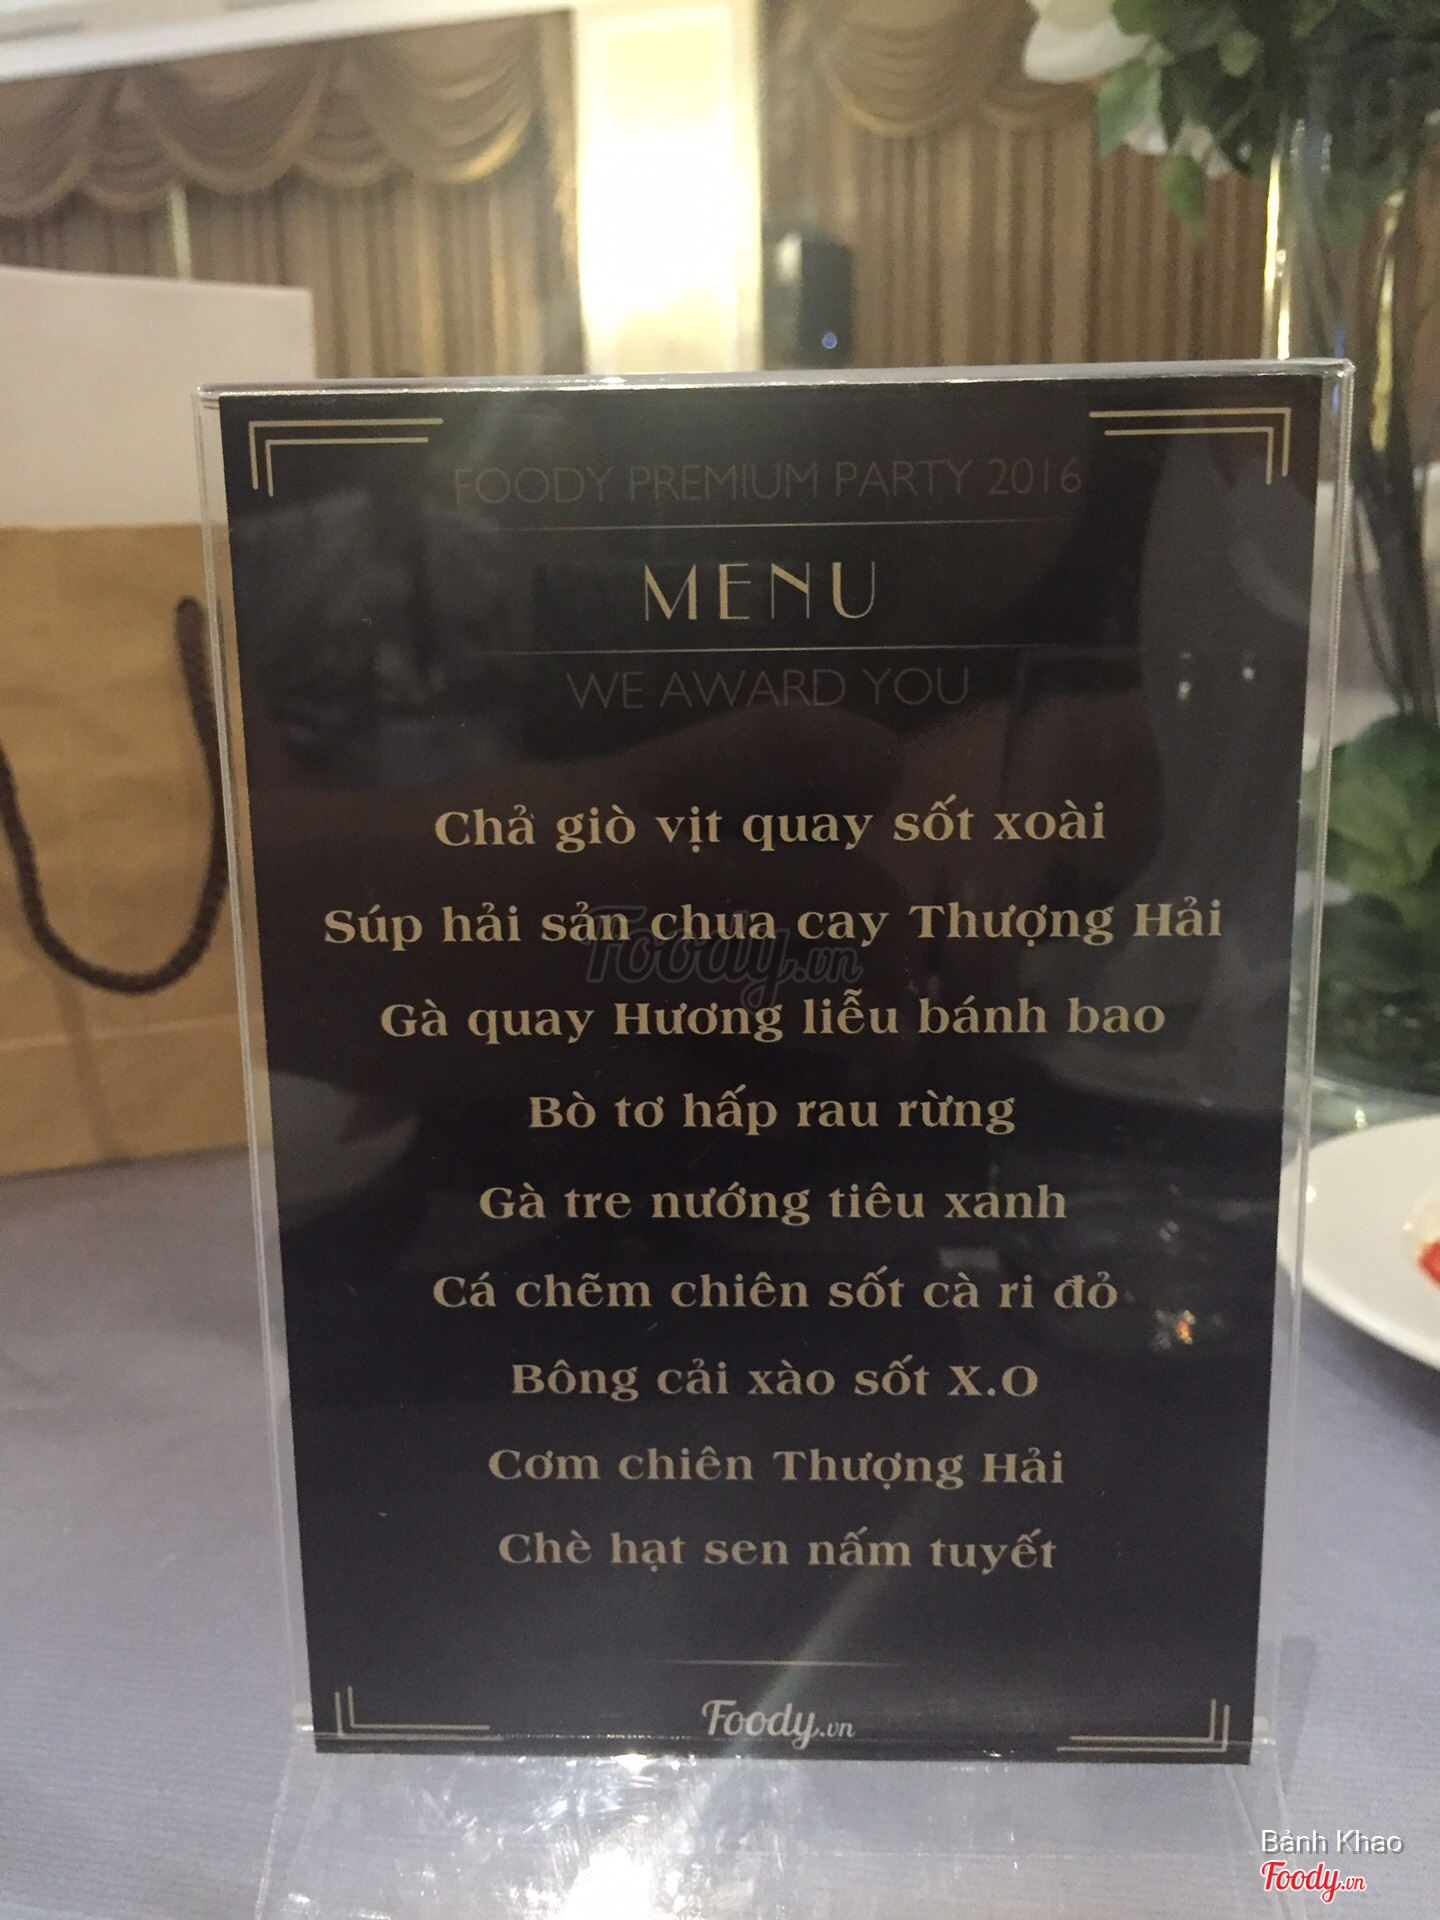 FOODY PREMIUM PARTY 2016
MENU
WE AWARD YOU
Chả giò vịt quay sốt xoài
Súp hải sản chua cay Thượng Hải
Foody.vn
Gà quay Hương liễu bánh bao
Bò tơ hấp rau rừng
Gà tre nướng tiêu xanh
Cá chẽm chiên sốt cà ri đỏ
Bông cải xào sốt X.O
Cơm chiên Thượng Hải
Chè hạt sen nấm tuyết
Foody.vn
Bảnh Khao
Foody.vn